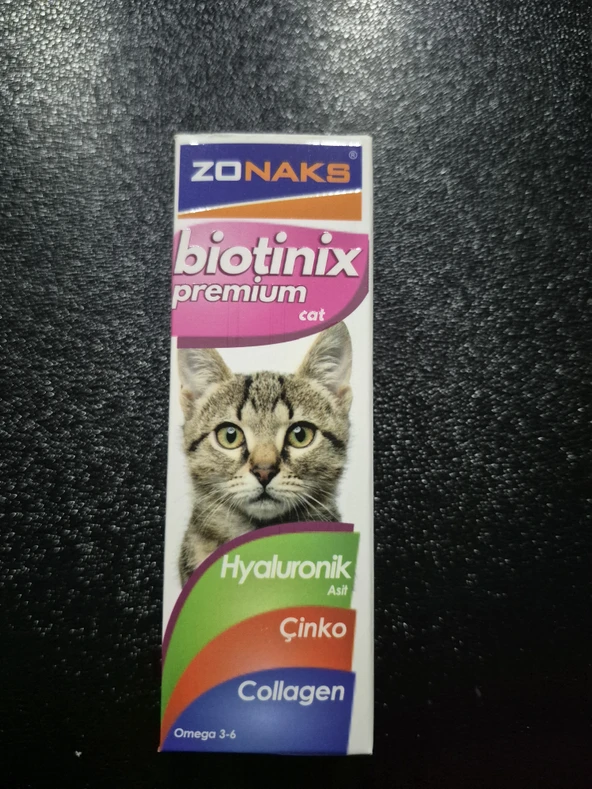 ZONAKS®
biotinix
premium
cat
Hyaluronik
Asit
Çinko
Collagen
Omega 3-6